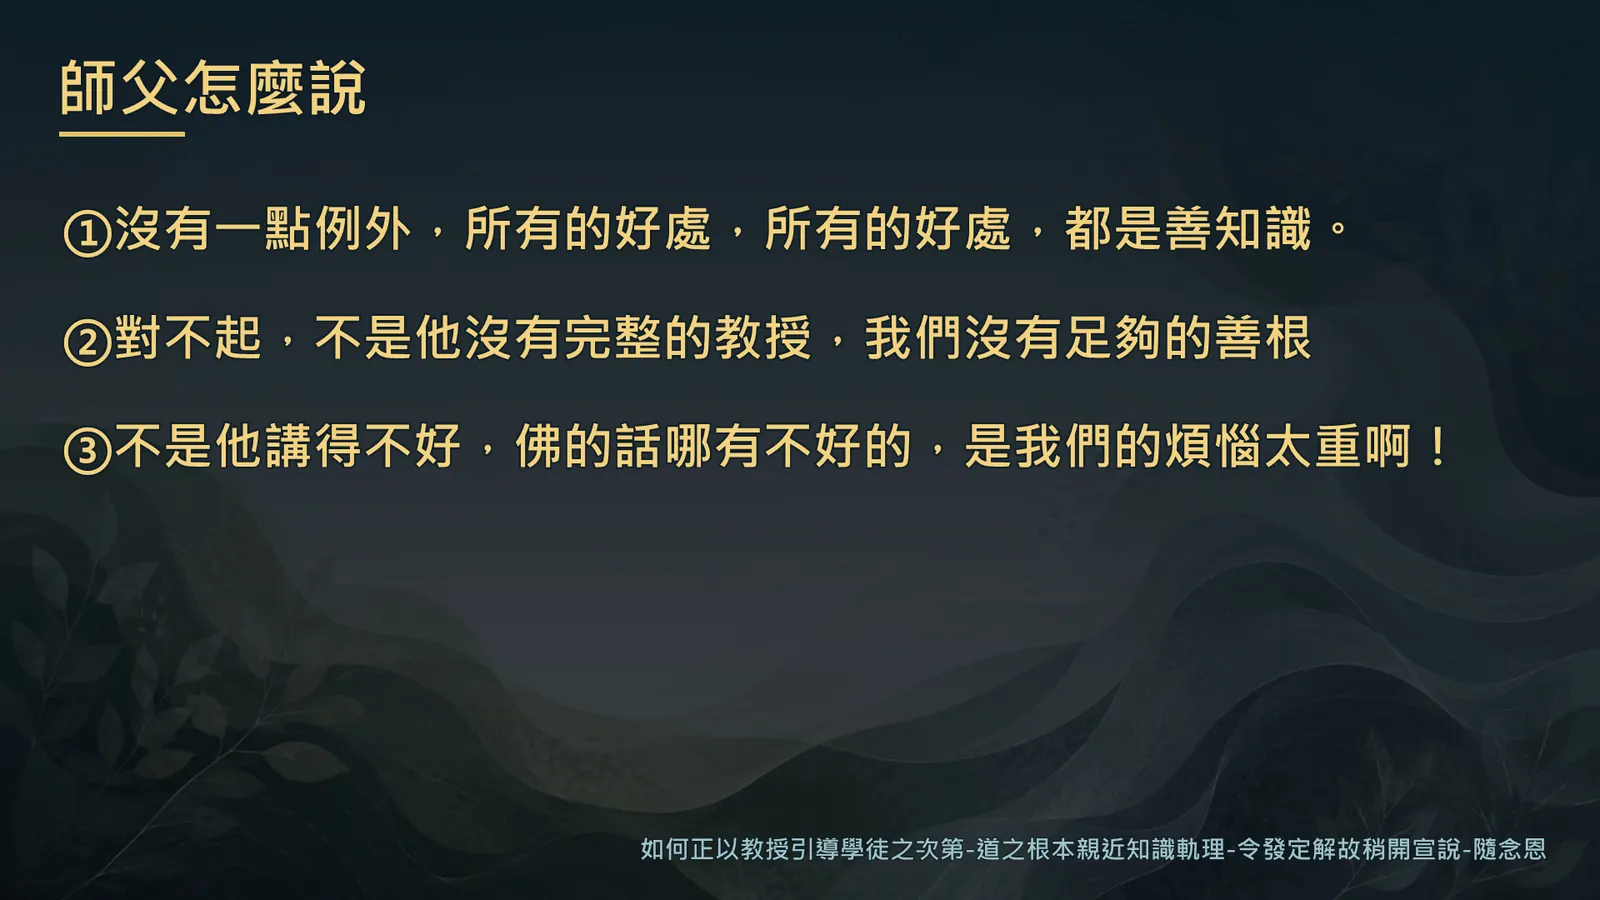 師父怎麼說
①沒有一點例外，所有的好處，所有的好處，都是善知識。
②對不起，不是他沒有完整的教授，我們沒有足夠的善根
③不是他講得不好，佛的話哪有不好的，是我們的煩惱太重啊！
如何正以教授引導學徒之次第-道之根本親近知識軌理-令發定解故稍開宣說-隨念恩